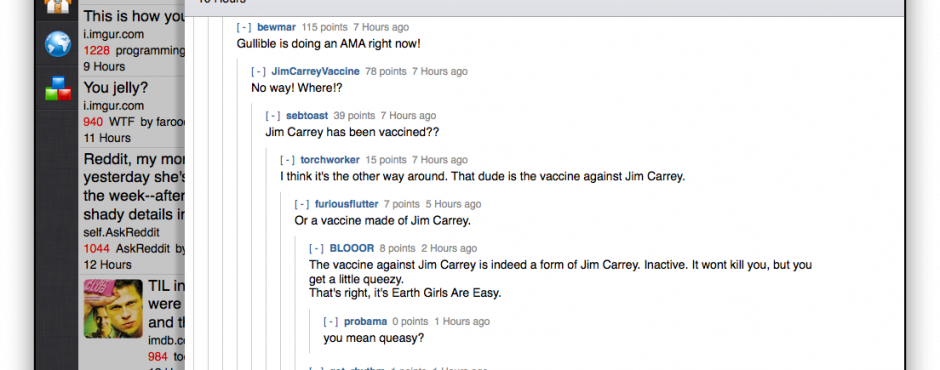 This is how you
i.imgur.com
1228 programming
9 Hours
You jelly?
i.imgur.com
940 WTF by faroo
11 Hours
Reddit, my mor
yesterday she's
the week--after
shady details in
self.AskReddit
1044 AskReddit by
12 Hours
TIL in
were
and th
imdb.c
984 to
Hours
[-] bewmar 115 points 7 Hours ago
Gullible is doing an AMA right now!
[-] JimCarreyVaccine 78 points 7 Hours ago
No way! Where!?
[-] sebtoast 39 points 7 Hours ago
Jim Carrey has been vaccined??
[-] torchworker 15 points 7 Hours ago
I think it's the other way around. That dude is the vaccine against Jim Carrey.
[-] furiousflutter 7 points 5 Hours ago
Or a vaccine made of Jim Carrey.
[-] BLOOOR 8 points 2 Hours ago
The vaccine against Jim Carrey is indeed a form of Jim Carrey. Inactive. It wont kill you, but you
get a little queezy.
That's right, it's Earth Girls Are Easy.
[-] probama 0 points 1 Hours ago
you mean queasy?